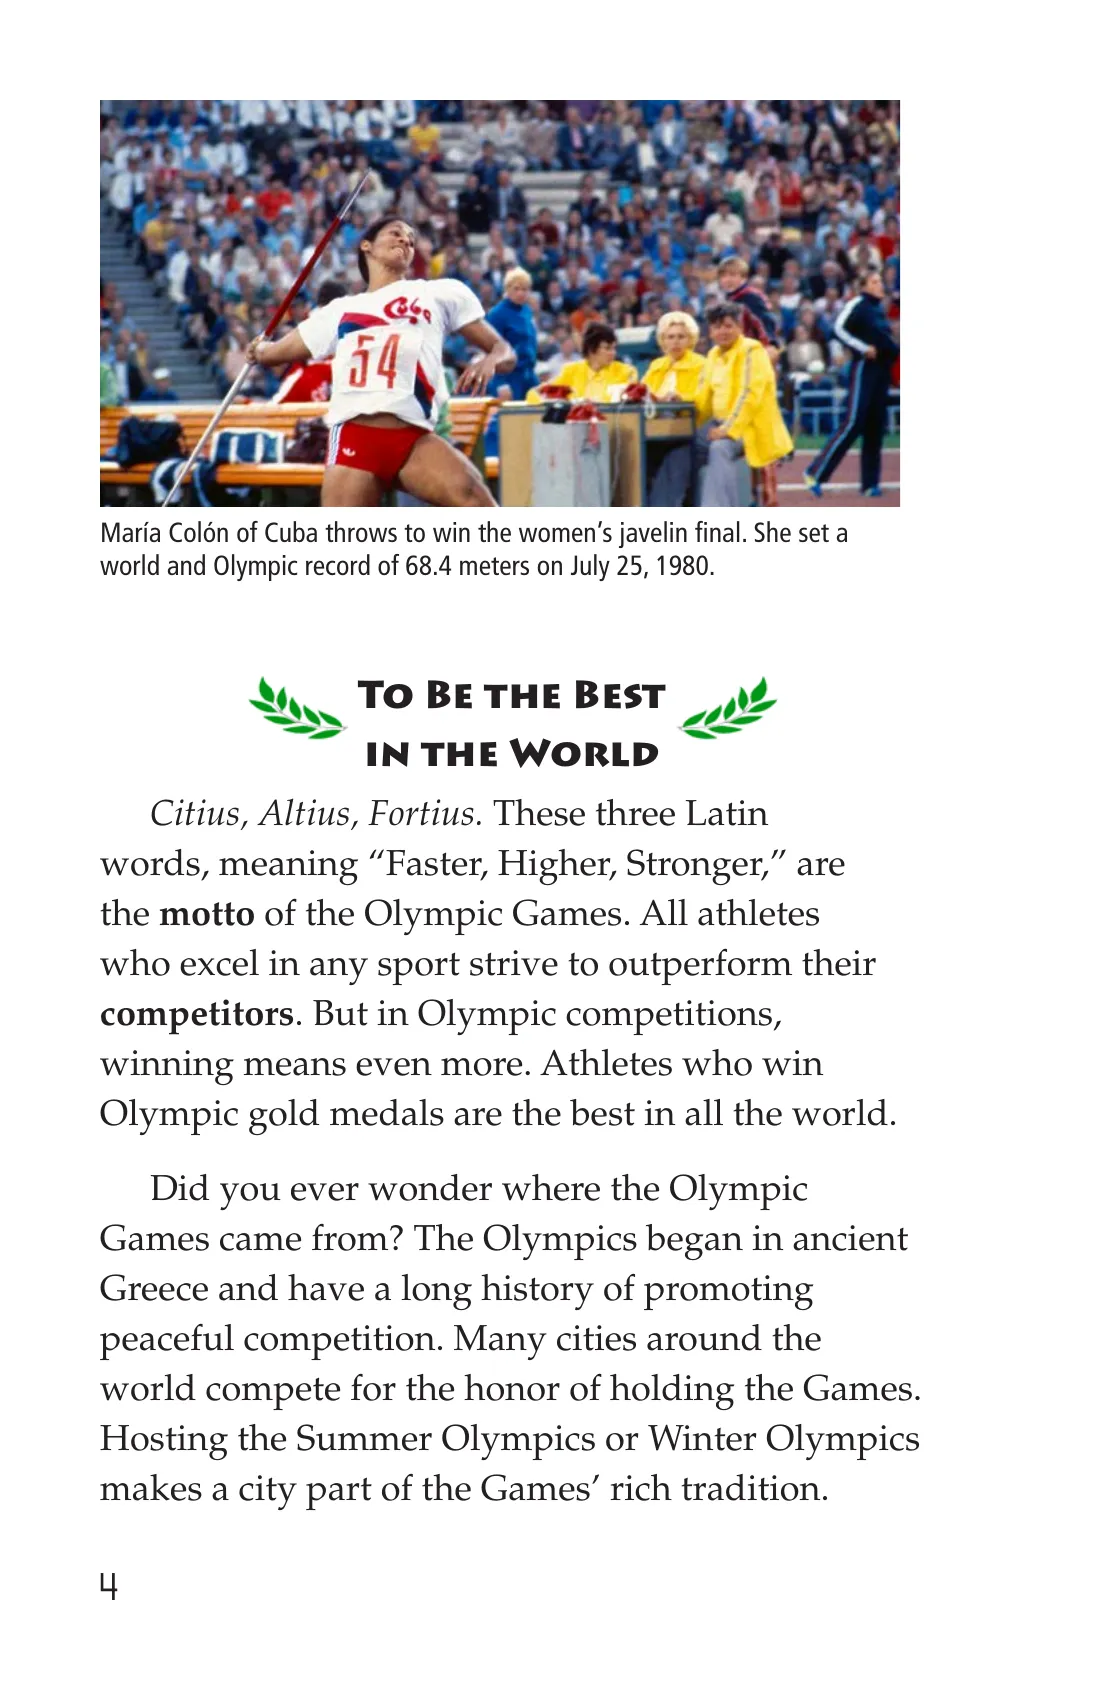 Cuba
54
María Colón of Cuba throws to win the women’s javelin final. She set a
world and Olympic record of 68.4 meters on July 25, 1980.
To Be the Best
in the World
Citius, Altius, Fortius. These three Latin
words, meaning “Faster, Higher, Stronger,” are
the motto of the Olympic Games. All athletes
who excel in any sport strive to outperform their
competitors. But in Olympic competitions,
winning means even more. Athletes who win
Olympic gold medals are the best in all the world.
Did you ever wonder where the Olympic
Games came from? The Olympics began in ancient
Greece and have a long history of promoting
peaceful competition. Many cities around the
world compete for the honor of holding the Games.
Hosting the Summer Olympics or Winter Olympics
makes a city part of the Games’ rich tradition.
4